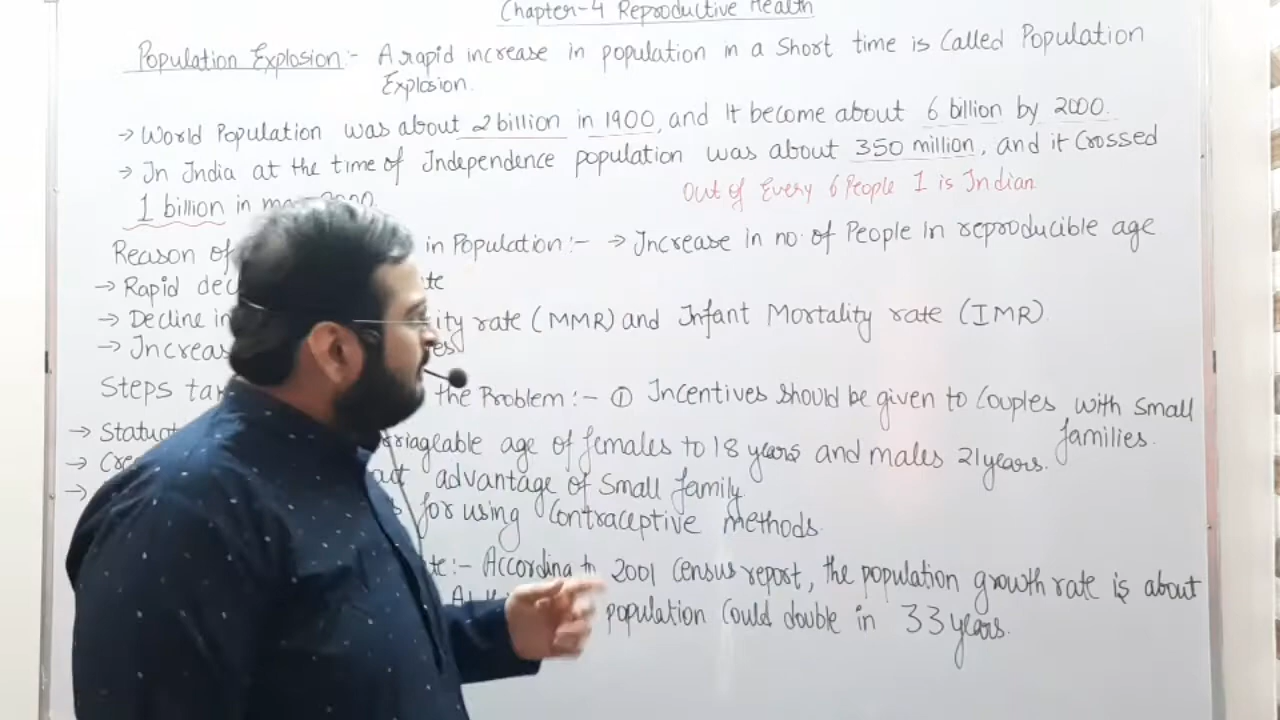 Chapter-4 Reproductive Health
Population Explosion:- A rapid increase in population in a Short time is Called Population
Explosion.
→ World Population was about 2 billion in 1900, and It become about 6 billion by 2000.
→ In India at the time of Independence population was about 350 million, and it Crossed
Out of Every 6 People 1 is Indian
1 billion in 2000.
Reason of in Population:- → Increase in no. of People in reproducible age
→ Rapid
→ Decline in rate (MMR) and Infant Mortality rate (IMR)
→
Steps the Problem:- ① Incentives Should be given to Couples with Small
families.
→ age of females to 18 years and males 21 years.
→ advantage of Small family
→ for using Contraceptive methods.
:- According to 2001 Census report, the population growth rate is about
population Could double in 33 years.